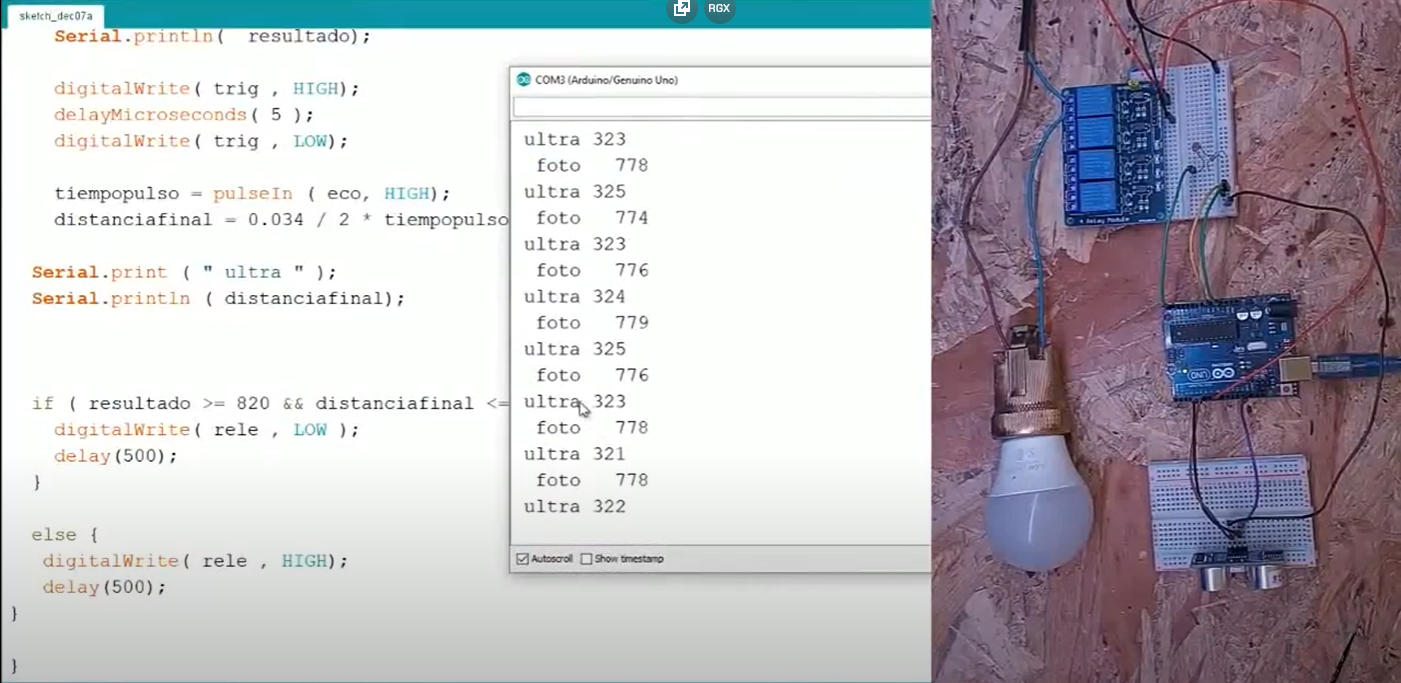 sketch_dec07a
RGX
Serial.println( resultado);
digitalWrite( trig , HIGH);
delayMicroseconds( 5 );
digitalWrite( trig , LOW);
tiempopulso = pulseIn ( eco, HIGH);
distanciafinal = 0.034 / 2 * tiempopulso
Serial.print ( " ultra " );
Serial.println ( distanciafinal);
if ( resultado >= 820 && distanciafinal <=
digitalWrite( rele , LOW );
delay(500);
}
else {
digitalWrite( rele , HIGH);
delay(500);
}
}
COM3 (Arduino/Genuino Uno)
ultra 323
foto 778
ultra 325
foto 774
ultra 323
foto 776
ultra 324
foto 779
ultra 325
foto 776
ultra 323
foto 778
ultra 321
foto 778
ultra 322
Autoscroll Show timestamp
4 Relay Module
UNO